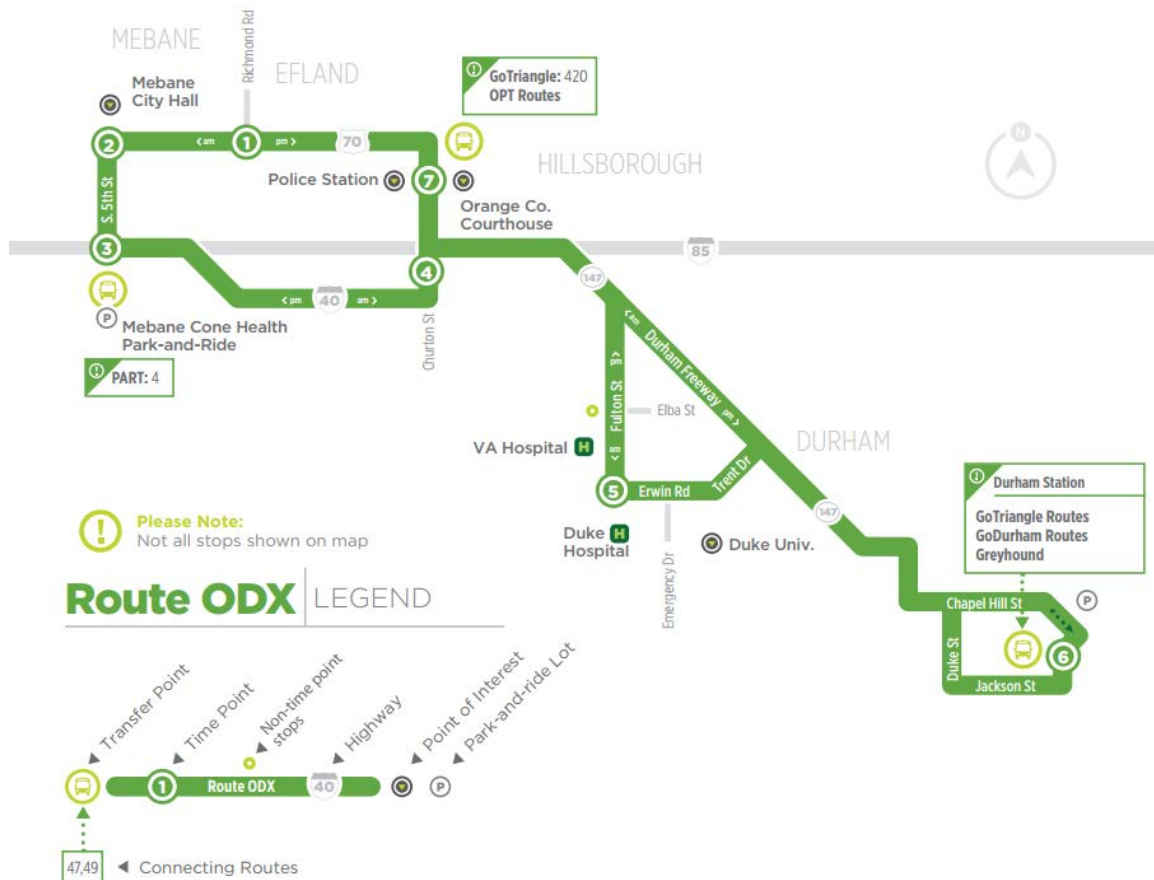 MEBANE
Richmond Rd
EFLAND
Mebane
City Hall
GoTriangle: 420
OPT Routes
N
2
< am
1
pm >
70
HILLSBOROUGH
Police Station
7
Orange Co.
Courthouse
S. 5th St
3
85
4
147
< pm
40
am >
P
Mebane Cone Health
Park-and-Ride
PART: 4
Churton St
< am
Durham Freeway
pm >
pm >
Fulton St
< am
Elba St
DURHAM
VA Hospital H
5
Erwin Rd
Trent Dr
Duke H
Hospital
Duke Univ.
147
Emergency Dr
Durham Station
GoTriangle Routes
GoDurham Routes
Greyhound
Chapel Hill St
P
Duke St
6
Jackson St
! Please Note:
Not all stops shown on map
Route ODX LEGEND
Transfer Point
Time Point
Non-time point
stops
Highway
Point of Interest
Park-and-ride Lot
1
Route ODX
40
P
47,49
Connecting Routes